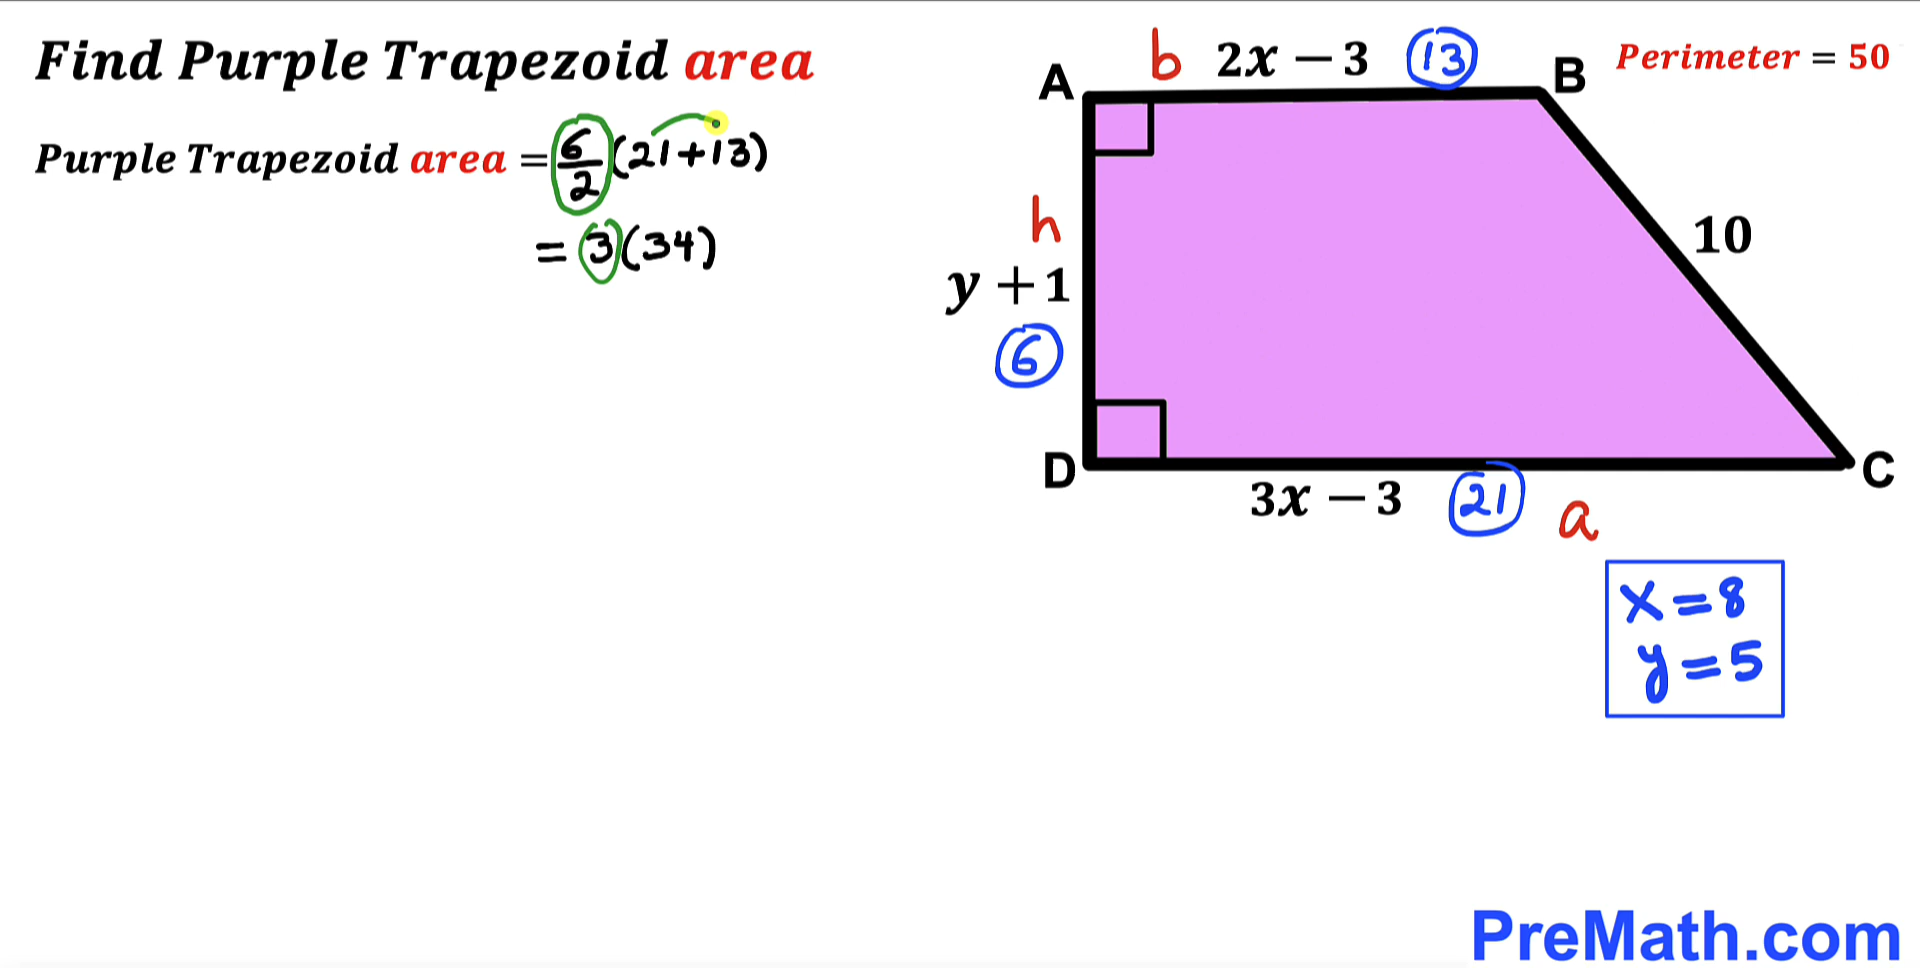 Find Purple Trapezoid area
Purple Trapezoid area = 6/2 (21+13)
= 3(34)
A
b 2x − 3 13
B
Perimeter = 50
h
y + 1
6
10
D
3x − 3 21 a
C
x=8
y=5
PreMath.com